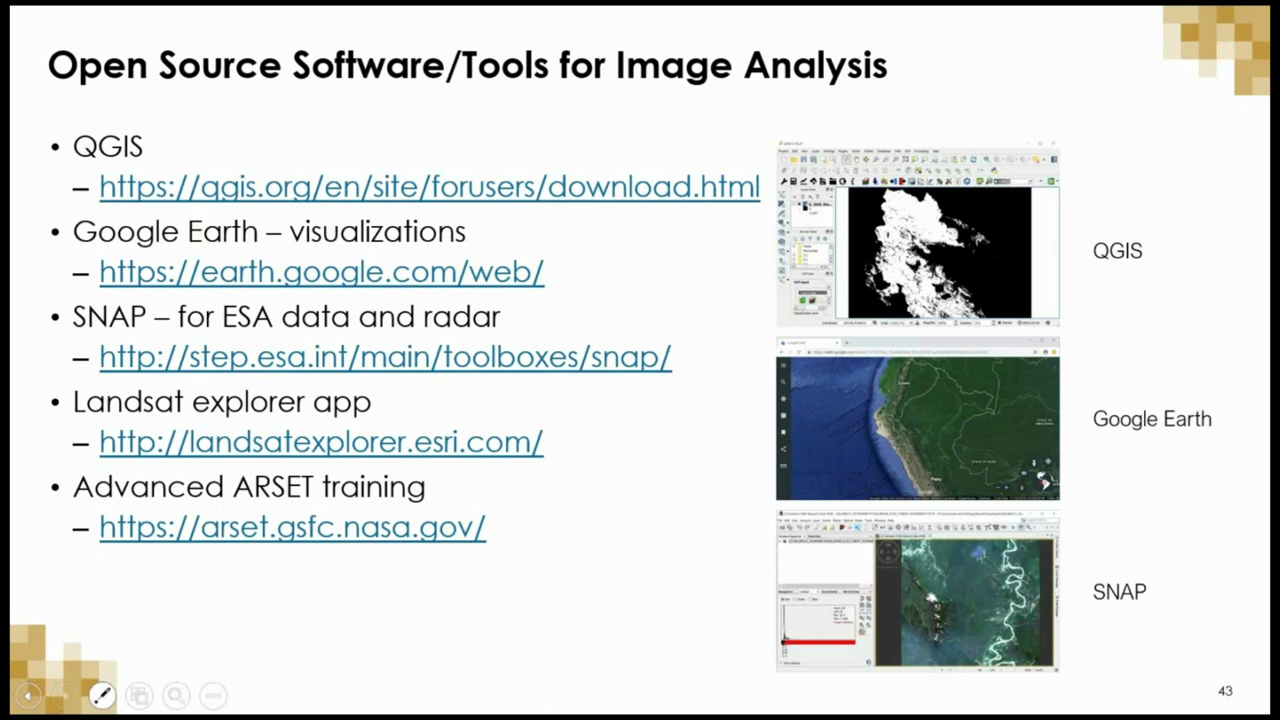 Open Source Software/Tools for Image Analysis
• QGIS
– https://qgis.org/en/site/forusers/download.html
• Google Earth – visualizations
– https://earth.google.com/web/
• SNAP – for ESA data and radar
– http://step.esa.int/main/toolboxes/snap/
• Landsat explorer app
– http://landsatexplorer.esri.com/
• Advanced ARSET training
– https://arset.gsfc.nasa.gov/
QGIS
Google Earth
SNAP
43